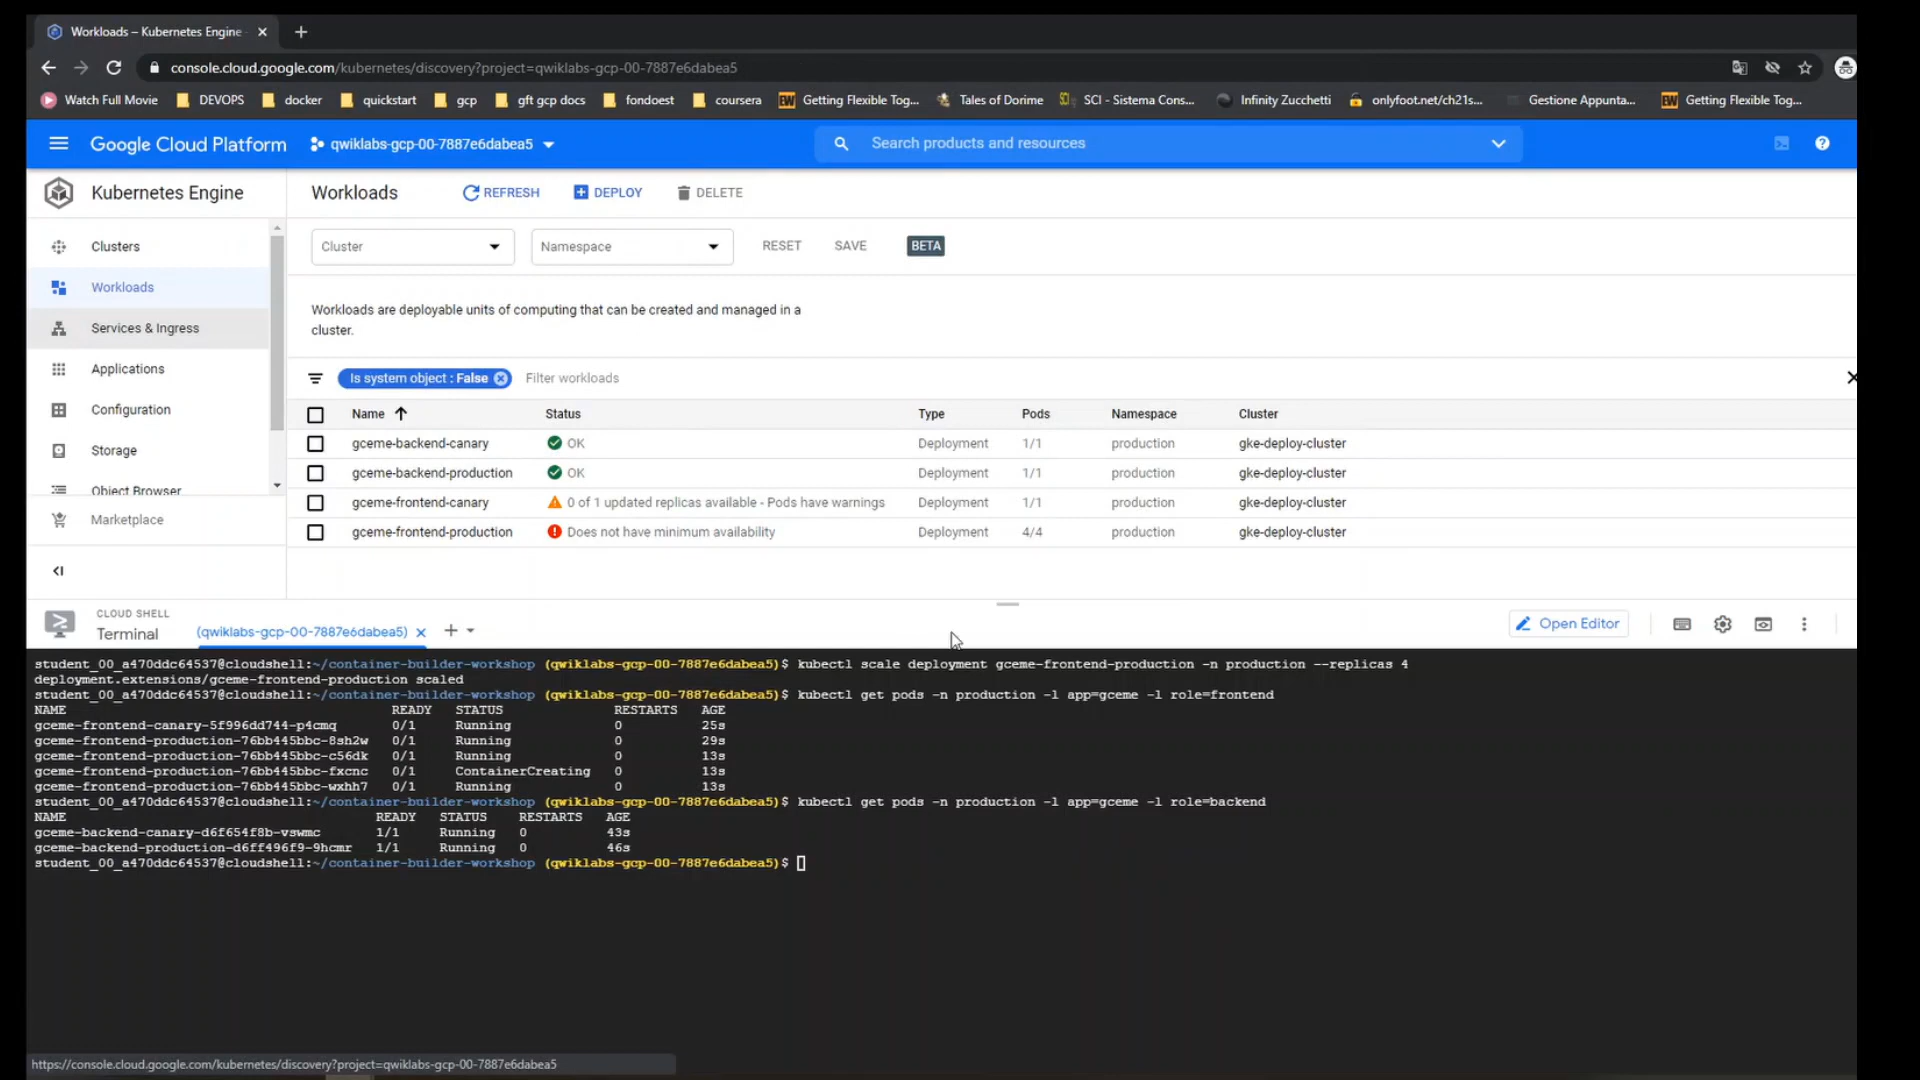 Workloads – Kubernetes Engine
console.cloud.google.com/kubernetes/discovery?project=qwiklabs-gcp-00-7887e6dabea5
Watch Full Movie DEVOPS docker quickstart gcp gft gcp docs fondoest coursera EW Getting Flexible Tog... Tales of Dorime SCI - Sistema Cons... Infinity Zucchetti onlyfoot.net/ch21s... Gestione Appunta... EW Getting Flexible Tog...
Google Cloud Platform qwiklabs-gcp-00-7887e6dabea5 Search products and resources
Kubernetes Engine
Clusters
Workloads
Services & Ingress
Applications
Configuration
Storage
Object Browser
Marketplace
Workloads REFRESH DEPLOY DELETE
Cluster Namespace RESET SAVE BETA
Workloads are deployable units of computing that can be created and managed in a
cluster.
Is system object : False Filter workloads
Name Status Type Pods Namespace Cluster
gceme-backend-canary OK Deployment 1/1 production gke-deploy-cluster
gceme-backend-production OK Deployment 1/1 production gke-deploy-cluster
gceme-frontend-canary 0 of 1 updated replicas available - Pods have warnings Deployment 1/1 production gke-deploy-cluster
gceme-frontend-production Does not have minimum availability Deployment 4/4 production gke-deploy-cluster
CLOUD SHELL
Terminal (qwiklabs-gcp-00-7887e6dabea5) Open Editor
student_00_a470ddc64537@cloudshell:~/container-builder-workshop (qwiklabs-gcp-00-7887e6dabea5)$ kubectl scale deployment gceme-frontend-production -n production --replicas 4
deployment.extensions/gceme-frontend-production scaled
student_00_a470ddc64537@cloudshell:~/container-builder-workshop (qwiklabs-gcp-00-7887e6dabea5)$ kubectl get pods -n production -l app=gceme -l role=frontend
NAME READY STATUS RESTARTS AGE
gceme-frontend-canary-5f996dd744-p4cmq 0/1 Running 0 25s
gceme-frontend-production-76bb445bbc-8sh2w 0/1 Running 0 29s
gceme-frontend-production-76bb445bbc-c56dk 0/1 Running 0 13s
gceme-frontend-production-76bb445bbc-fxcnc 0/1 ContainerCreating 0 13s
gceme-frontend-production-76bb445bbc-wxhh7 0/1 Running 0 13s
student_00_a470ddc64537@cloudshell:~/container-builder-workshop (qwiklabs-gcp-00-7887e6dabea5)$ kubectl get pods -n production -l app=gceme -l role=backend
NAME READY STATUS RESTARTS AGE
gceme-backend-canary-d6f654f8b-vswmc 1/1 Running 0 43s
gceme-backend-production-d6ff496f9-9hcmr 1/1 Running 0 46s
student_00_a470ddc64537@cloudshell:~/container-builder-workshop (qwiklabs-gcp-00-7887e6dabea5)$
https://console.cloud.google.com/kubernetes/discovery?project=qwiklabs-gcp-00-7887e6dabea5